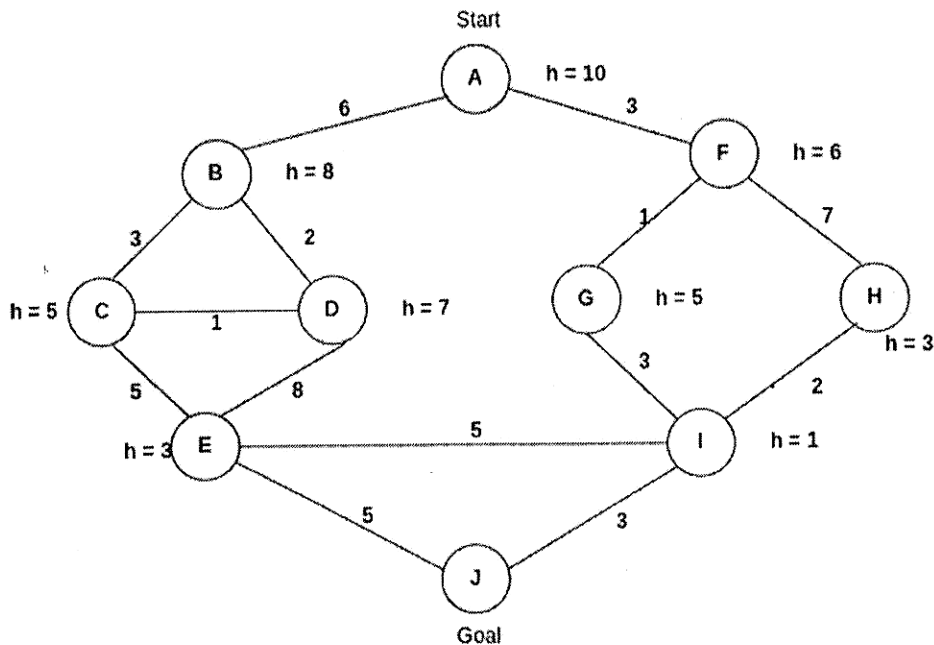 Start
A
h = 10
6
3
F
h = 6
B
h = 8
1
7
3
2
G
h = 5
H
h = 3
h = 5
C
1
D
h = 7
3
2
5
8
h = 3
E
5
I
h = 1
5
3
J
Goal